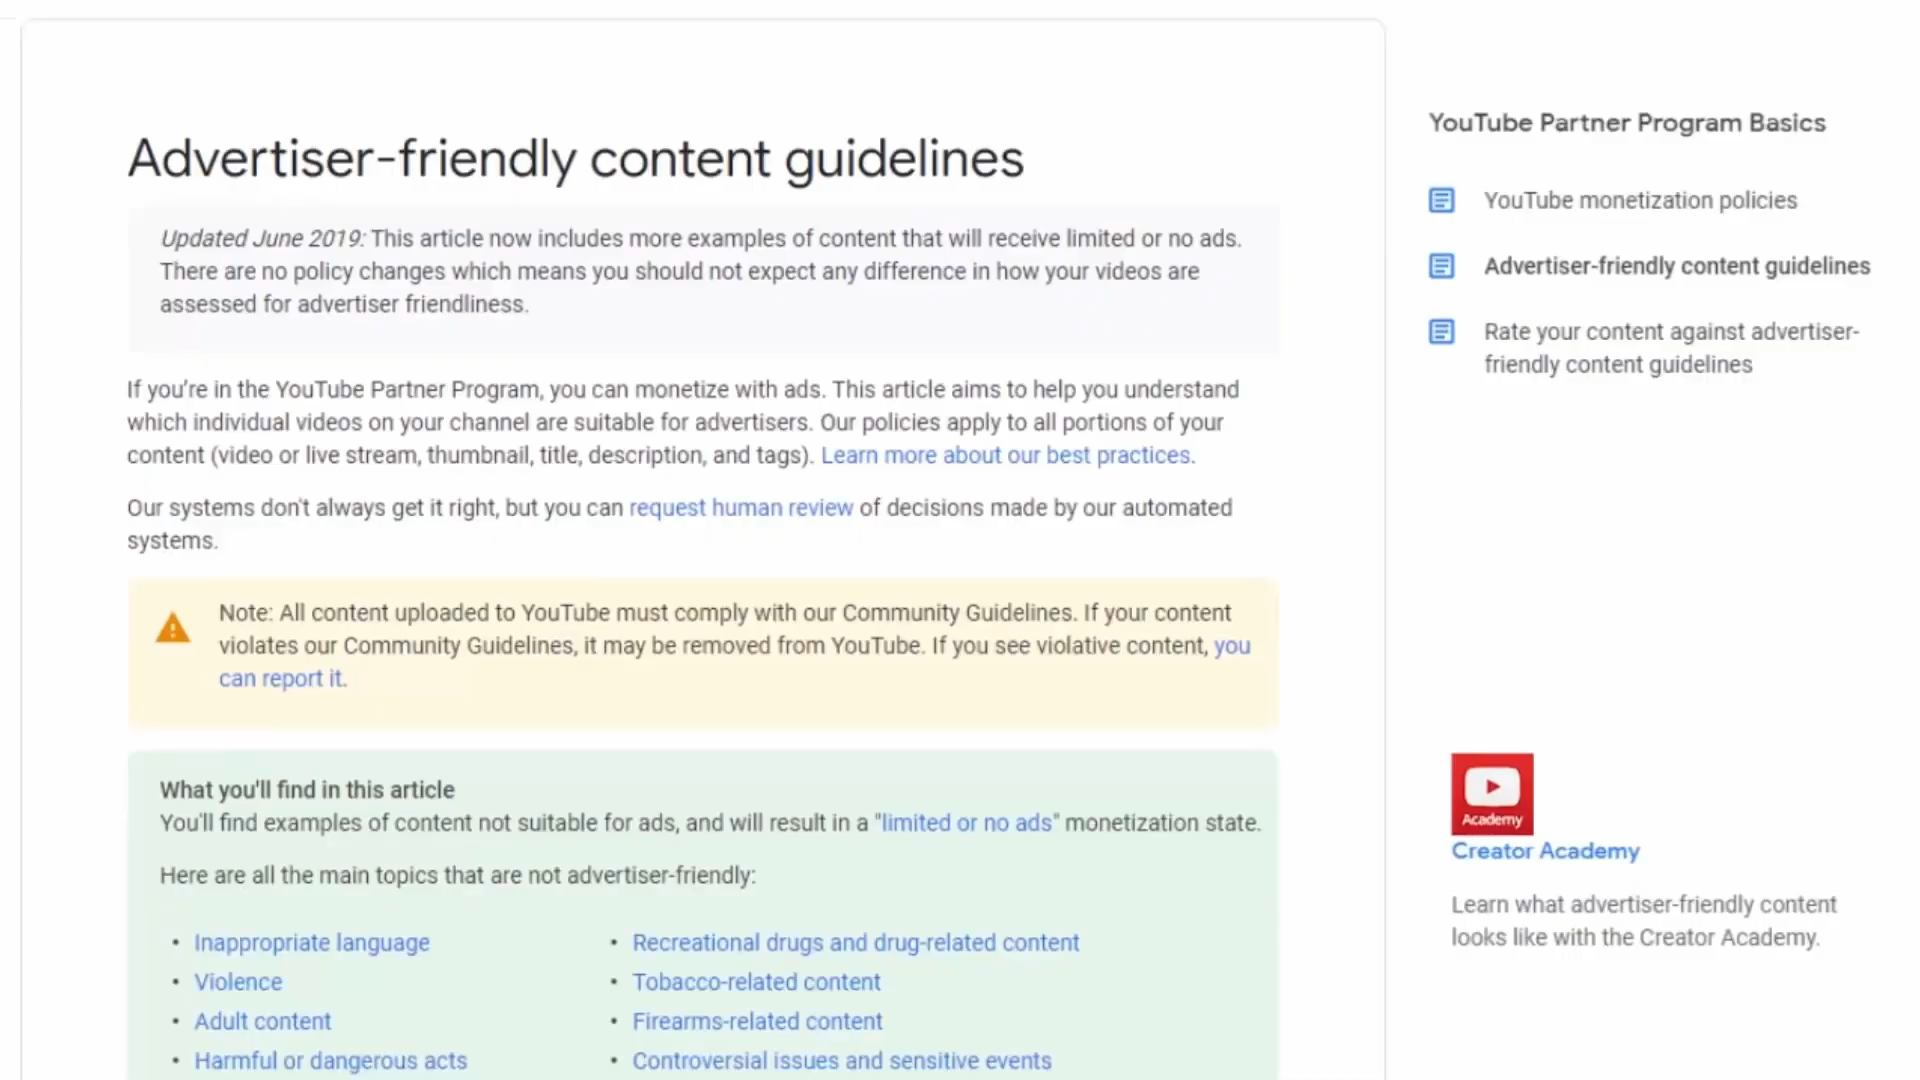 Advertiser-friendly content guidelines
Updated June 2019: This article now includes more examples of content that will receive limited or no ads.
There are no policy changes which means you should not expect any difference in how your videos are
assessed for advertiser friendliness.
If you're in the YouTube Partner Program, you can monetize with ads. This article aims to help you understand
which individual videos on your channel are suitable for advertisers. Our policies apply to all portions of your
content (video or live stream, thumbnail, title, description, and tags). Learn more about our best practices.
Our systems don't always get it right, but you can request human review of decisions made by our automated
systems.
Note: All content uploaded to YouTube must comply with our Community Guidelines. If your content
violates our Community Guidelines, it may be removed from YouTube. If you see violative content, you
can report it.
What you'll find in this article
You'll find examples of content not suitable for ads, and will result in a "limited or no ads" monetization state.
Here are all the main topics that are not advertiser-friendly:
• Inappropriate language
• Violence
• Adult content
• Harmful or dangerous acts
• Recreational drugs and drug-related content
• Tobacco-related content
• Firearms-related content
• Controversial issues and sensitive events
YouTube Partner Program Basics
YouTube monetization policies
Advertiser-friendly content guidelines
Rate your content against advertiser-
friendly content guidelines
Academy
Creator Academy
Learn what advertiser-friendly content
looks like with the Creator Academy.